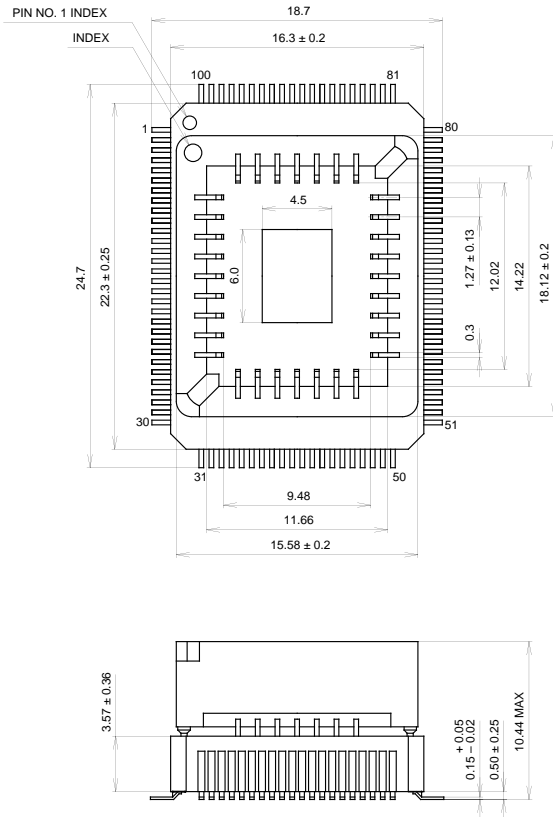 PIN NO. 1 INDEX
18.7
INDEX
16.3 ± 0.2
100
81
1
80
4.5
6.0
24.7
22.3 ± 0.25
1.27 ± 0.13
12.02
14.22
18.12 ± 0.2
0.3
30
51
31
50
9.48
11.66
15.58 ± 0.2
3.57 ± 0.36
+ 0.05
0.15 – 0.02
0.50 ± 0.25
10.44 MAX